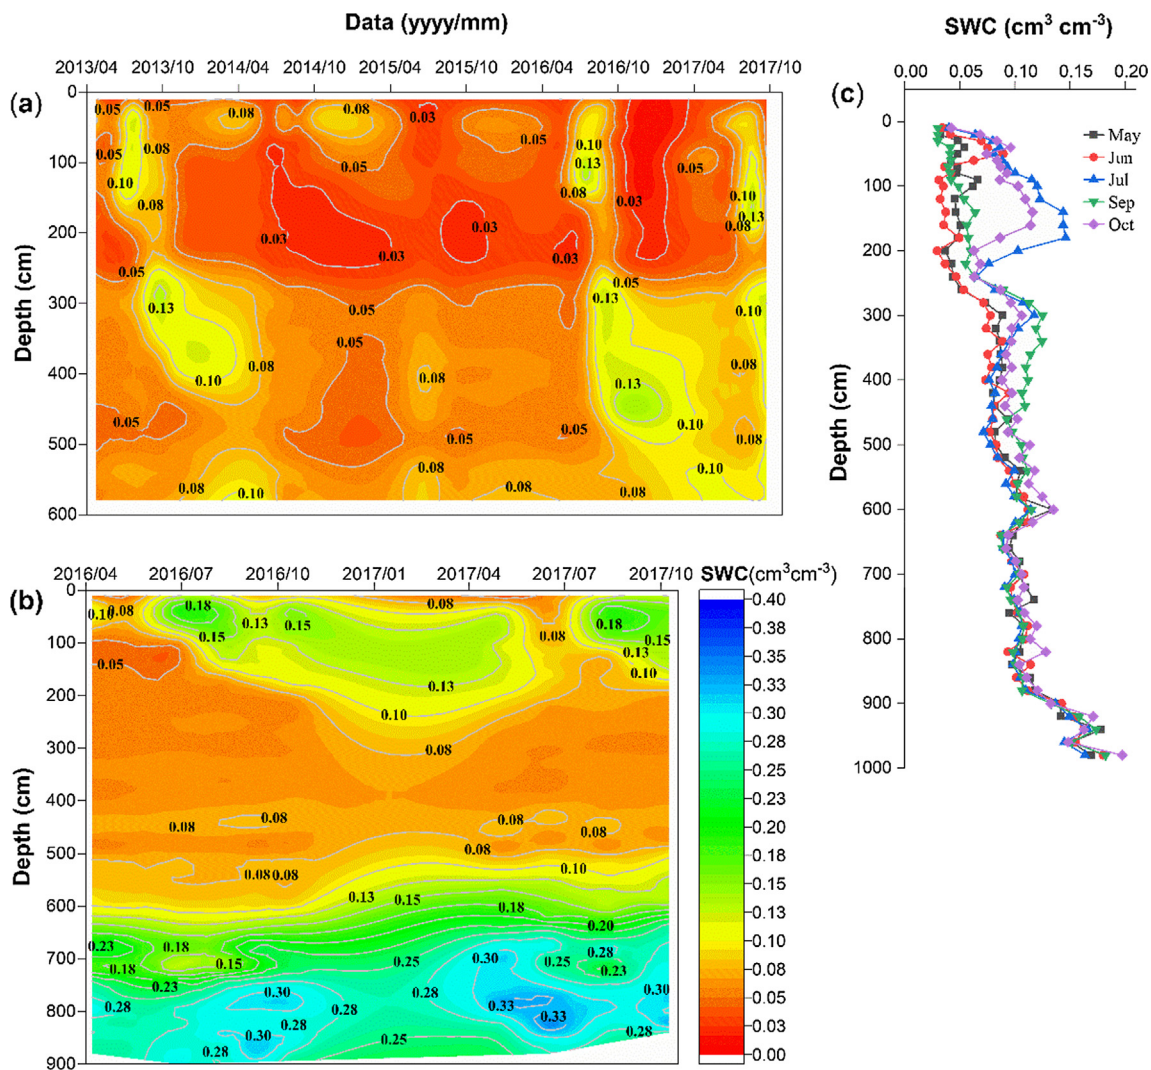 Data (yyyy/mm)
2013/04 2013/10 2014/04 2014/10 2015/04 2015/10 2016/04 2016/10 2017/04 2017/10
(a)
Depth (cm)
0
100
200
300
400
500
600
0.05 0.05 0.08 0.08 0.03 0.10 0.05
0.05 0.08 0.05 0.13
0.10 0.08 0.10
0.08 0.03 0.13
0.03 0.03 0.08
0.03 0.03
0.05 0.05
0.13 0.05 0.13 0.10
0.05
0.08 0.08 0.08
0.10 0.13
0.05 0.05 0.05 0.10 0.08
0.08 0.10
0.08 0.10 0.08 0.08
2016/04 2016/07 2016/10 2017/01 2017/04 2017/07 2017/10
(b)
Depth (cm)
0
100
200
300
400
500
600
700
800
900
0.10 0.08 0.18 0.08
0.15 0.13 0.15 0.08 0.18 0.15
0.05 0.13 0.13
0.10
0.10
0.08
0.08 0.08 0.08 0.08
0.08
0.08 0.08 0.10
0.13 0.15 0.18
0.20
0.23 0.18 0.28
0.18 0.15 0.25 0.30 0.25 0.23
0.23 0.30 0.28 0.30
0.28 0.28 0.33
0.28 0.33
0.30 0.28
0.28 0.25
SWC(cm³cm⁻³)
0.40
0.38
0.35
0.33
0.30
0.28
0.25
0.23
0.20
0.18
0.15
0.13
0.10
0.08
0.05
0.03
0.00
SWC (cm³ cm⁻³)
0.00 0.05 0.10 0.15 0.20
(c)
Depth (cm)
0
100
200
300
400
500
600
700
800
900
1000
May
Jun
Jul
Sep
Oct